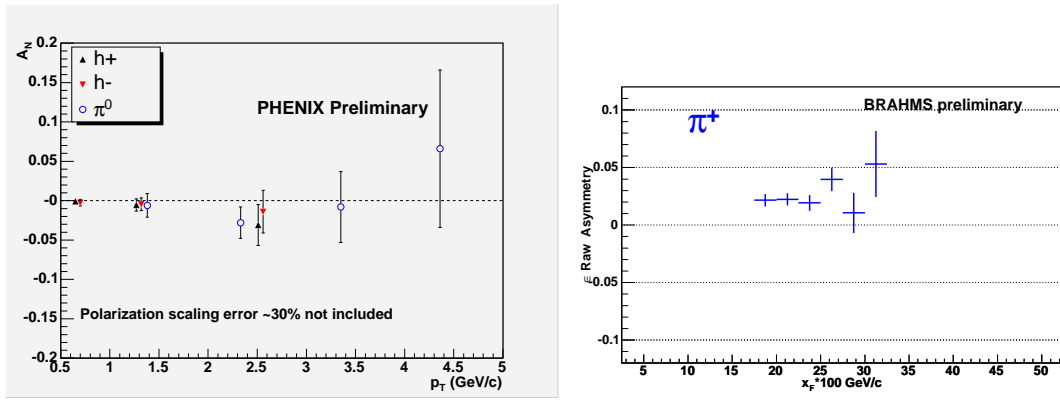 A_N
0.2
0.15
0.1
0.05
-0
-0.05
-0.1
-0.15
-0.2
h+
h-
π⁰
PHENIX Preliminary
Polarization scaling error ~30% not included
0.5 1 1.5 2 2.5 3 3.5 4 4.5 5
p_T (GeV/c)
∈ Raw Asymmetry
0.1
0.05
0
-0.05
-0.1
π⁺
BRAHMS preliminary
5 10 15 20 25 30 35 40 45 50
x_F*100 GeV/c